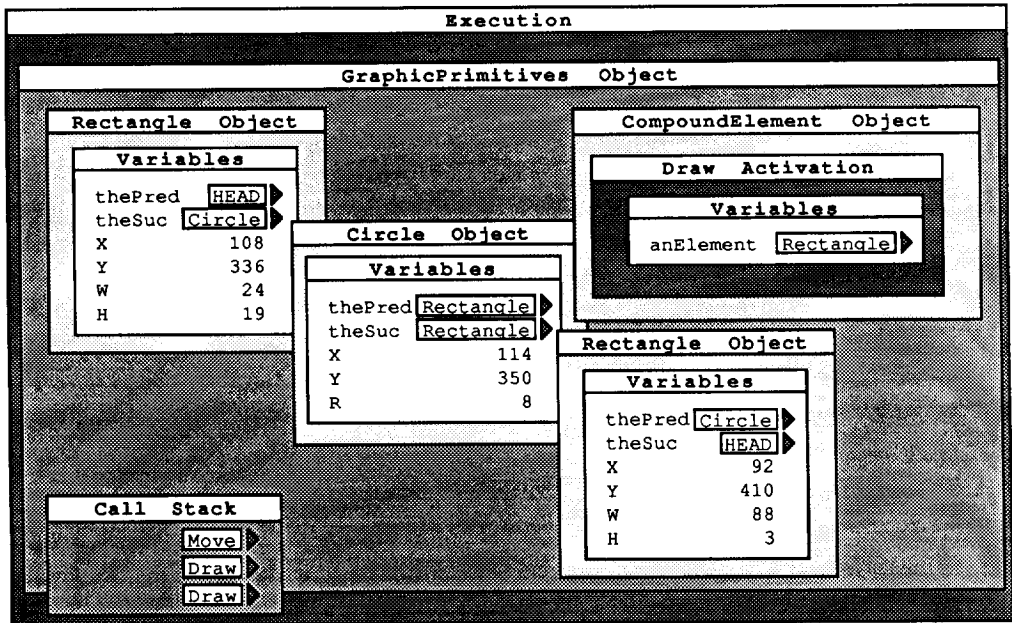 Execution
GraphicPrimitives Object
Rectangle Object
Variables
thePred HEAD
theSuc Circle
X 108
Y 336
W 24
H 19
Circle Object
Variables
thePred Rectangle
theSuc Rectangle
X 114
Y 350
R 8
CompoundElement Object
Draw Activation
Variables
anElement Rectangle
Rectangle Object
Variables
thePred Circle
theSuc HEAD
X 92
Y 410
W 88
H 3
Call Stack
Move
Draw
Draw